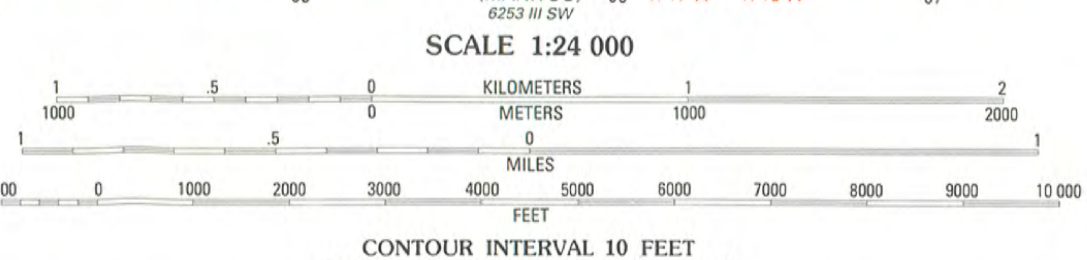 6253 III SW
SCALE 1:24 000
1 .5 0 KILOMETERS 1 2
1000 0 METERS 1000 2000
1 .5 0 1
MILES
0 1000 2000 3000 4000 5000 6000 7000 8000 9000 10 000
FEET
CONTOUR INTERVAL 10 FEET